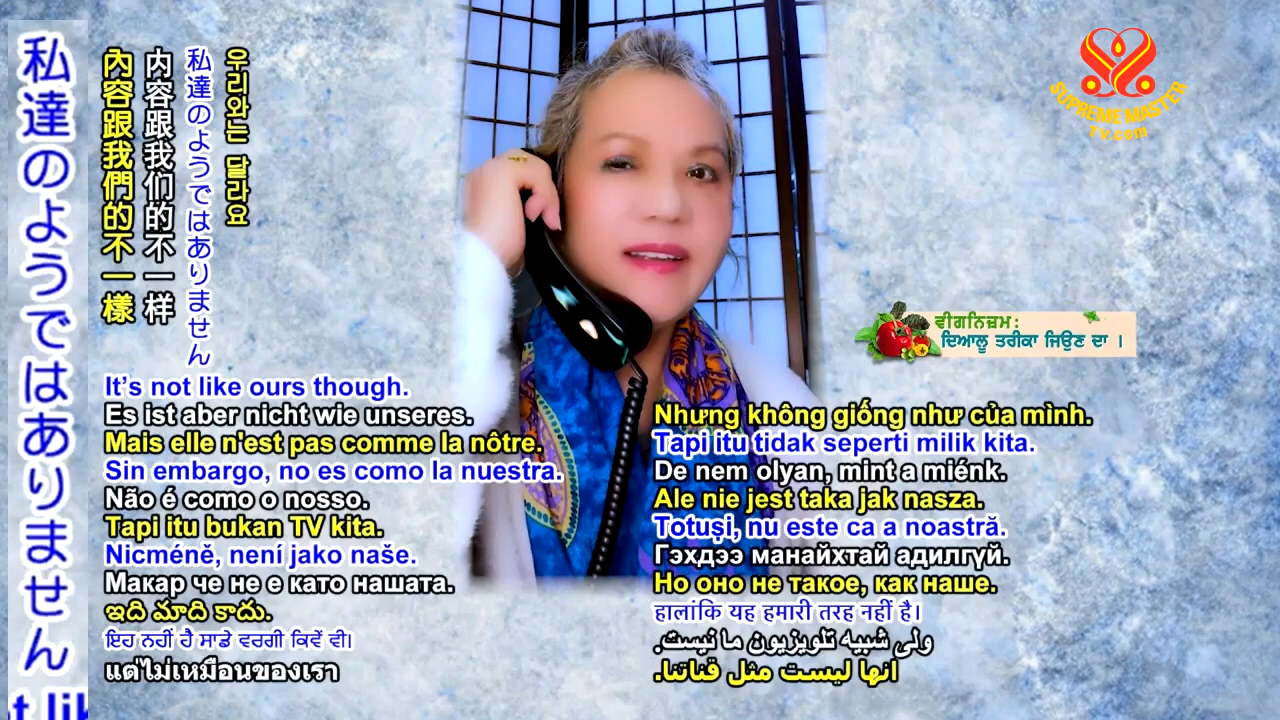 私達のようではありません
內容跟我們的不一樣
内容跟我们的不一样
私達のようではありません
우리와는 달라요
It’s not like ours though.
Es ist aber nicht wie unseres.
Mais elle n'est pas comme la nôtre.
Sin embargo, no es como la nuestra.
Não é como o nosso.
Tapi itu bukan TV kita.
Nicméně, není jako naše.
Макар че не е като нашата.
ఇది మాది కాదు.
ਇਹ ਨਹੀਂ ਹੈ ਸਾਡੇ ਵਰਗੀ ਕਿਵੇਂ ਵੀ।
แต่ไม่เหมือนของเรา
Nhưng không giống như của mình.
Tapi itu tidak seperti milik kita.
De nem olyan, mint a miénk.
Ale nie jest taka jak nasza.
Totuși, nu este ca a noastră.
Гэхдээ манайхтай адилгүй.
Но оно не такое, как наше.
हालांकि यह हमारी तरह नहीं है।
ولی شبیه تلویزیون ما نیست.
انها ليست مثل قناتنا.
SUPREME MASTER
TV.COM
ਵੀਗਨਿਜ਼ਮ:
ਦਿਆਲੂ ਤਰੀਕਾ ਜਿਉਣ ਦਾ ।